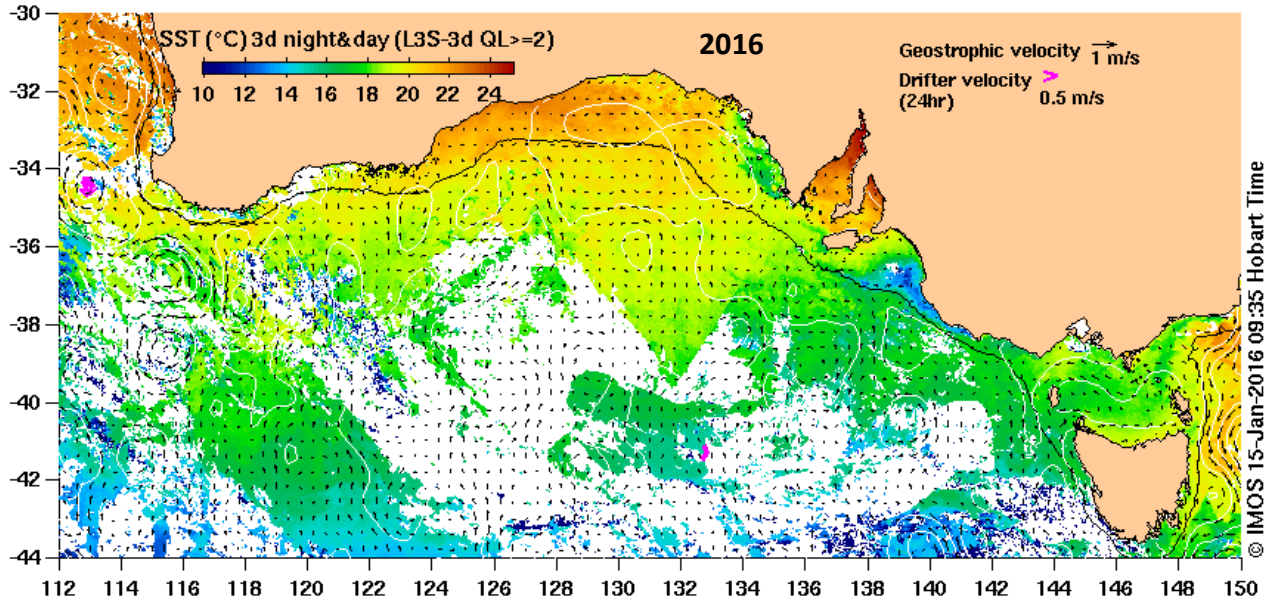 SST (°C) 3d night&day (L3S-3d QL>=2)
10 12 14 16 18 20 22 24
2016
Geostrophic velocity
1 m/s
Drifter velocity
(24hr) 0.5 m/s
-30
-32
-34
-36
-38
-40
-42
-44
112 114 116 118 120 122 124 126 128 130 132 134 136 138 140 142 144 146 148 150
© IMOS 15-Jan-2016 09:35 Hobart Time